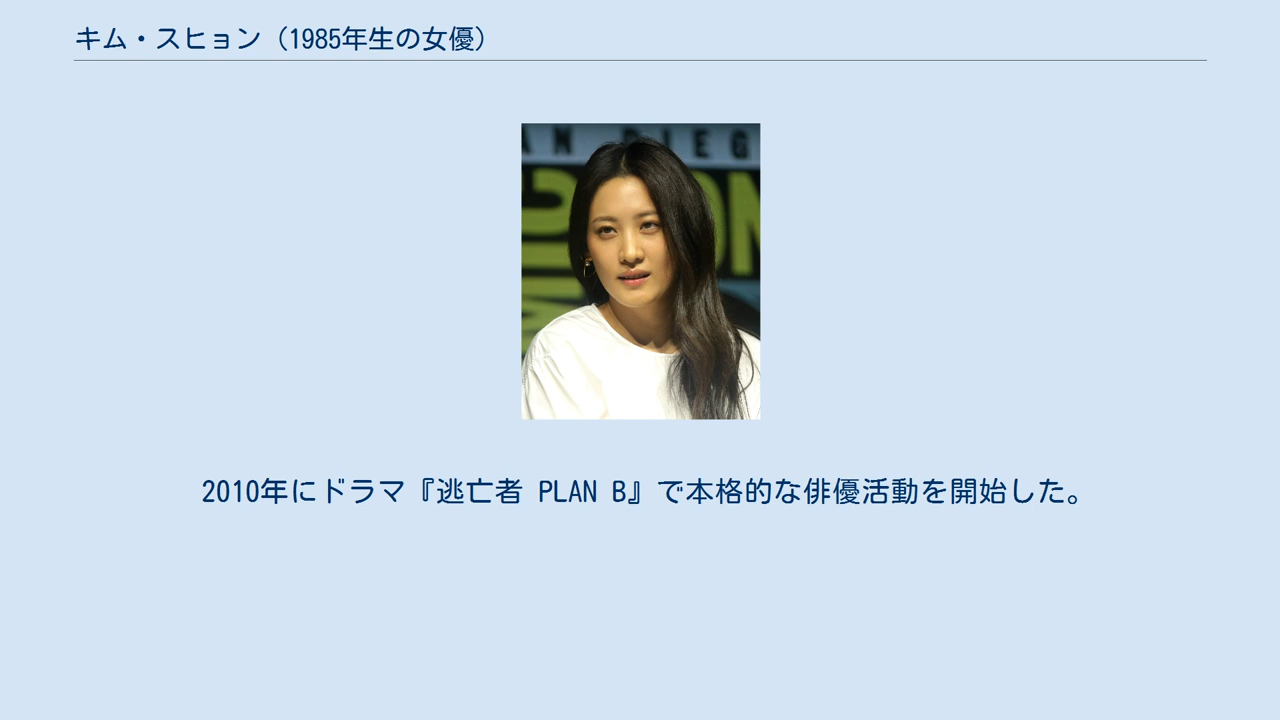 キム・スヒョン（1985年生の女優）
AN DIEG
2010年にドラマ『逃亡者 PLAN B』で本格的な俳優活動を開始した。